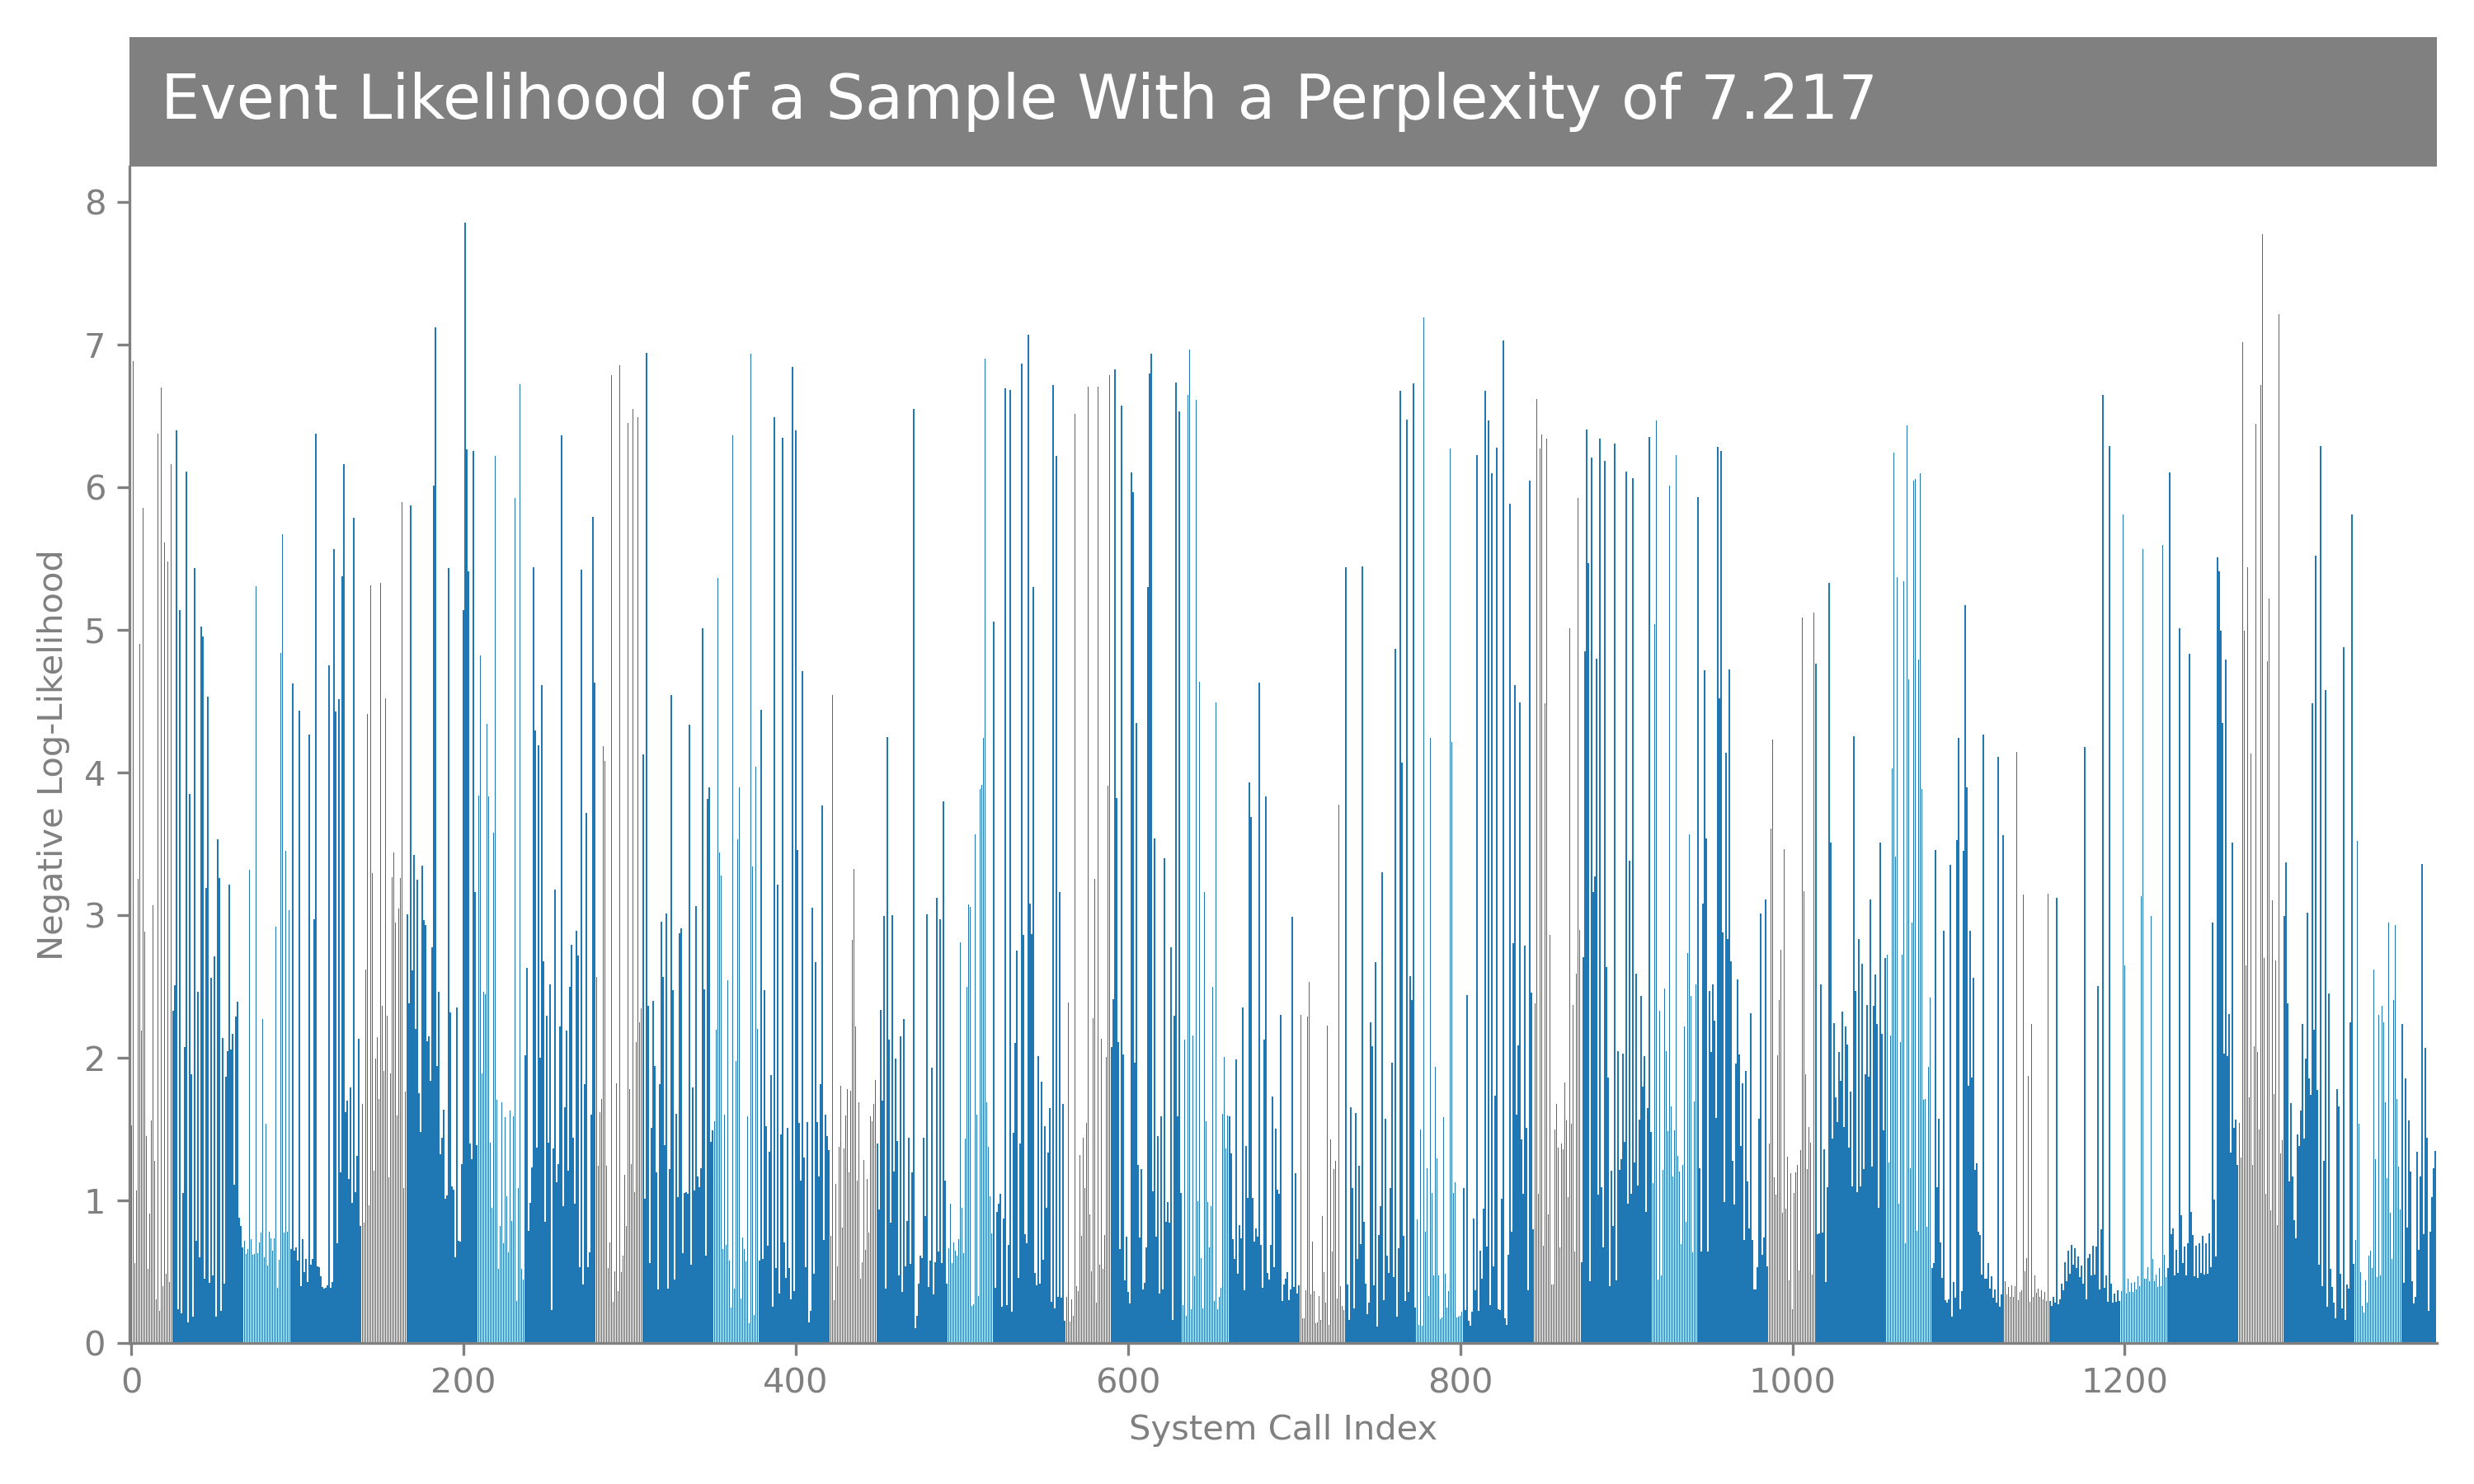 Event Likelihood of a Sample With a Perplexity of 7.217
8
7
6
5
4
3
2
1
0
Negative Log-Likelihood
0 200 400 600 800 1000 1200
System Call Index